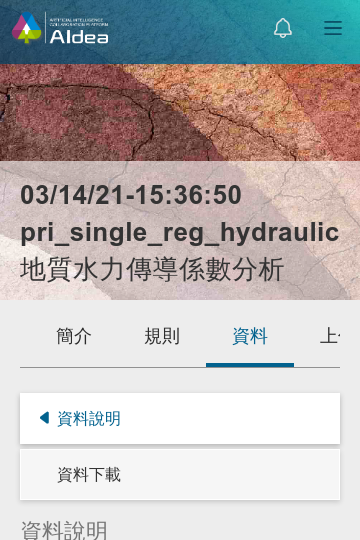 ARTIFICIAL INTELLIGENCE
COLLABORATION PLATFORM
AIdea
03/14/21-15:36:50
pri_single_reg_hydraulic
地質水力傳導係數分析
簡介
規則
資料
資料說明
資料下載
資料說明